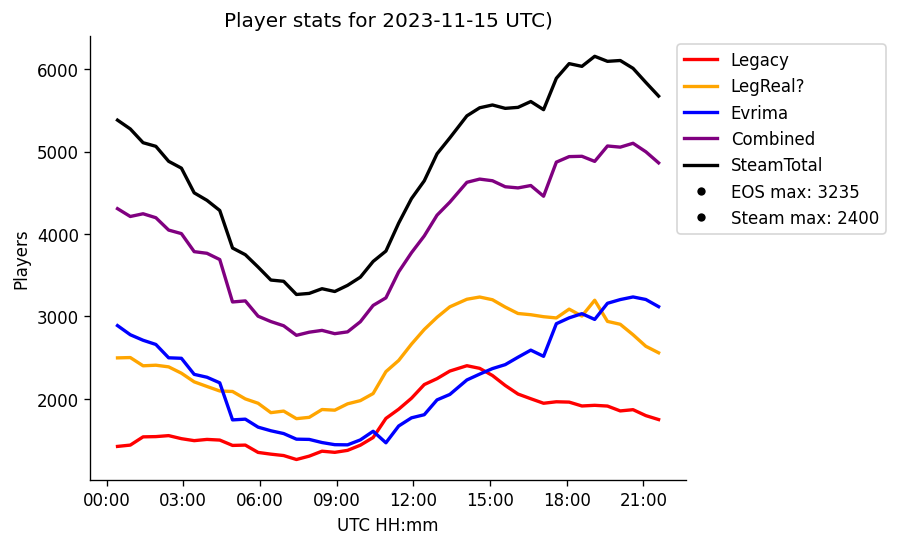 Player stats for 2023-11-15 UTC)
6000
5000
4000
3000
2000
Players
00:00 03:00 06:00 09:00 12:00 15:00 18:00 21:00
UTC HH:mm
Legacy
LegReal?
Evrima
Combined
SteamTotal
EOS max: 3235
Steam max: 2400